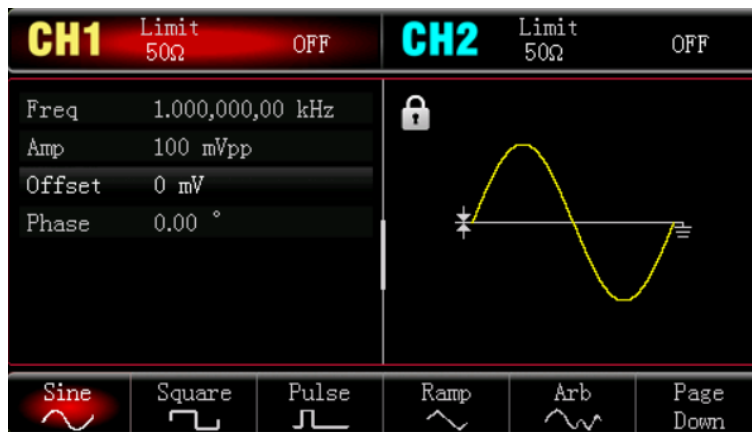 CH1 Limit 50Ω OFF
CH2 Limit 50Ω OFF
Freq 1.000,000,00 kHz
Amp 100 mVpp
Offset 0 mV
Phase 0.00 °
Sine Square Pulse Ramp Arb Page Down